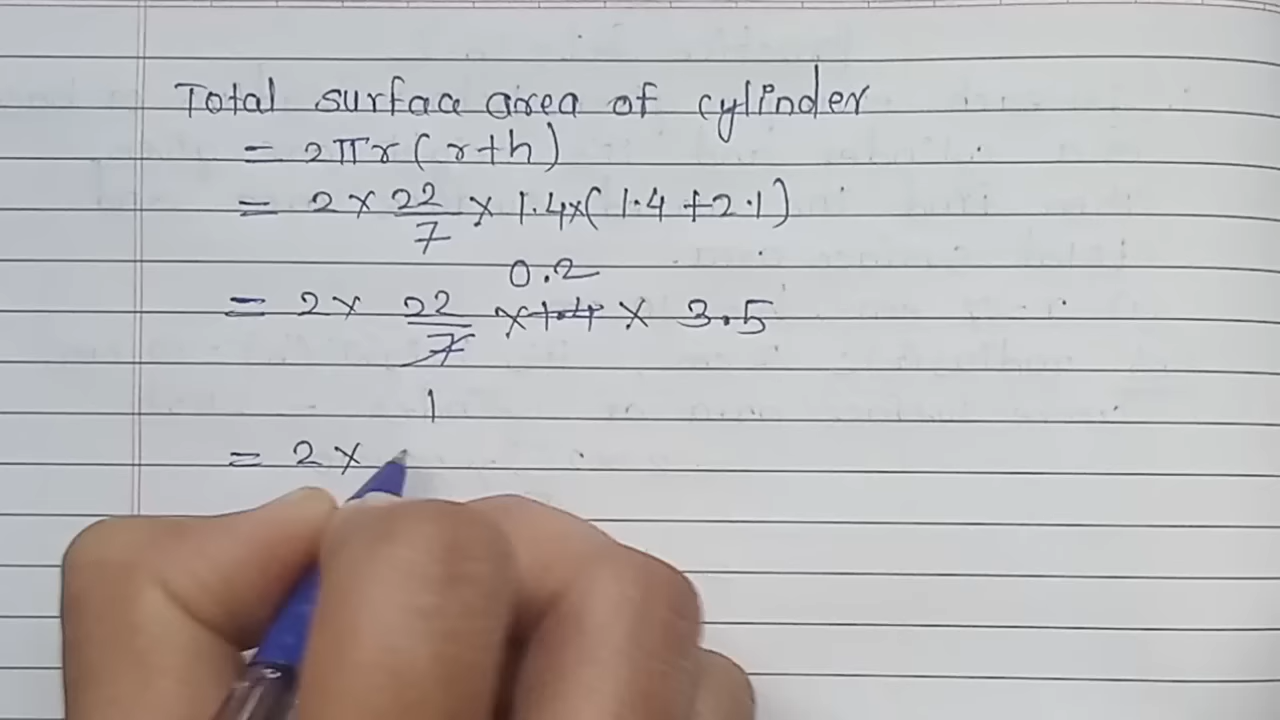 Total surface area of cylinder
= 2πr(r+h)
= 2 × 22/7 × 1.4×(1.4+2.1)
0.2
= 2× 22/7 ×1.4 × 3.5
1
= 2×